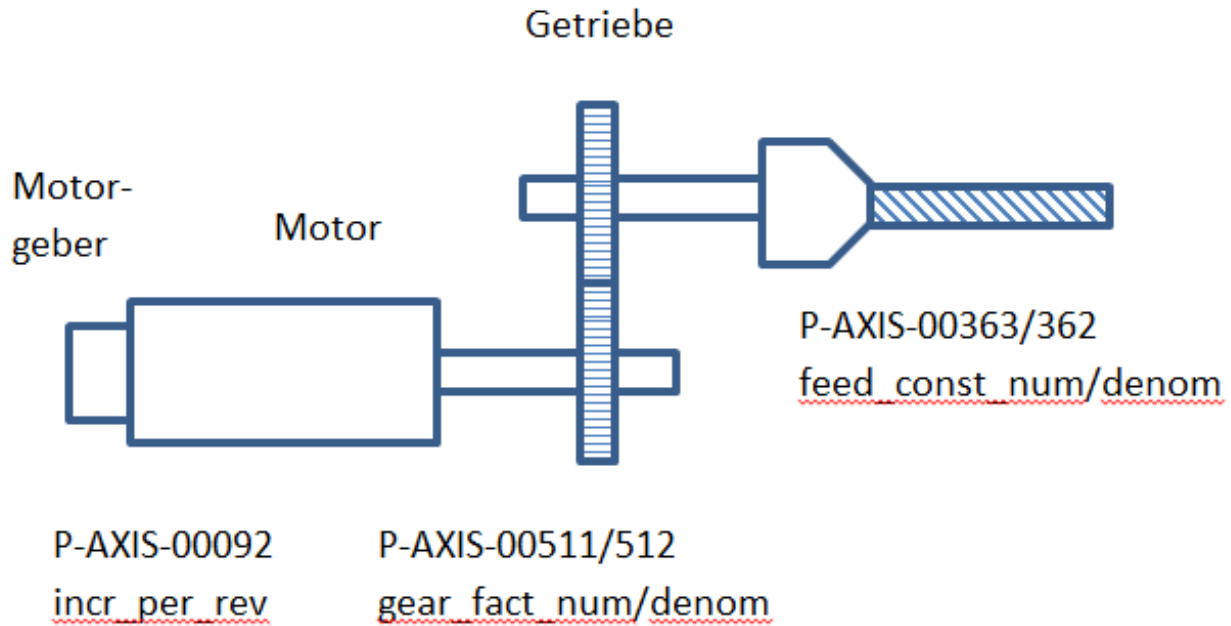 Getriebe
Motor-
geber
Motor
P-AXIS-00363/362
feed_const_num/denom
P-AXIS-00092
incr_per_rev
P-AXIS-00511/512
gear_fact_num/denom